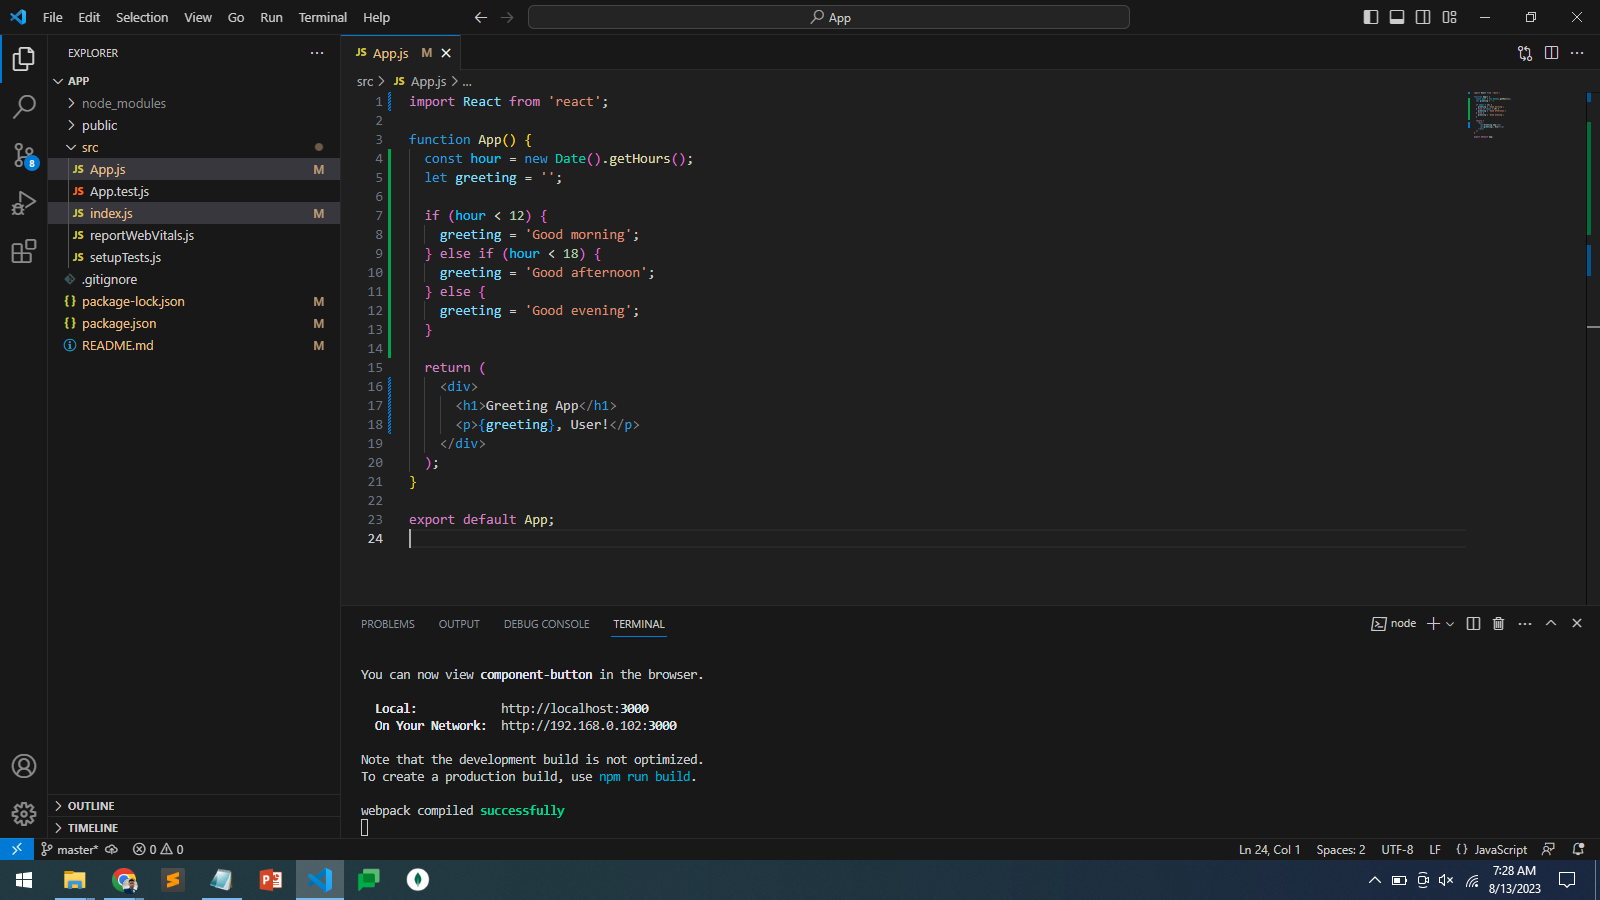 File Edit Selection View Go Run Terminal Help
App
EXPLORER
APP
node_modules
public
src
JS App.js M
JS App.test.js
JS index.js M
JS reportWebVitals.js
JS setupTests.js
.gitignore
{} package-lock.json M
{} package.json M
README.md M
OUTLINE
TIMELINE
8
JS App.js M
src > JS App.js > ...
1 import React from 'react';
2
3 function App() {
4 const hour = new Date().getHours();
5 let greeting = '';
6
7 if (hour < 12) {
8 greeting = 'Good morning';
9 } else if (hour < 18) {
10 greeting = 'Good afternoon';
11 } else {
12 greeting = 'Good evening';
13 }
14
15 return (
16 <div>
17 <h1>Greeting App</h1>
18 <p>{greeting}, User!</p>
19 </div>
20 );
21 }
22
23 export default App;
24
PROBLEMS OUTPUT DEBUG CONSOLE TERMINAL
node
You can now view component-button in the browser.
Local: http://localhost:3000
On Your Network: http://192.168.0.102:3000
Note that the development build is not optimized.
To create a production build, use npm run build.
webpack compiled successfully
master* 0 0
Ln 24, Col 1 Spaces: 2 UTF-8 LF {} JavaScript
7:28 AM
8/13/2023